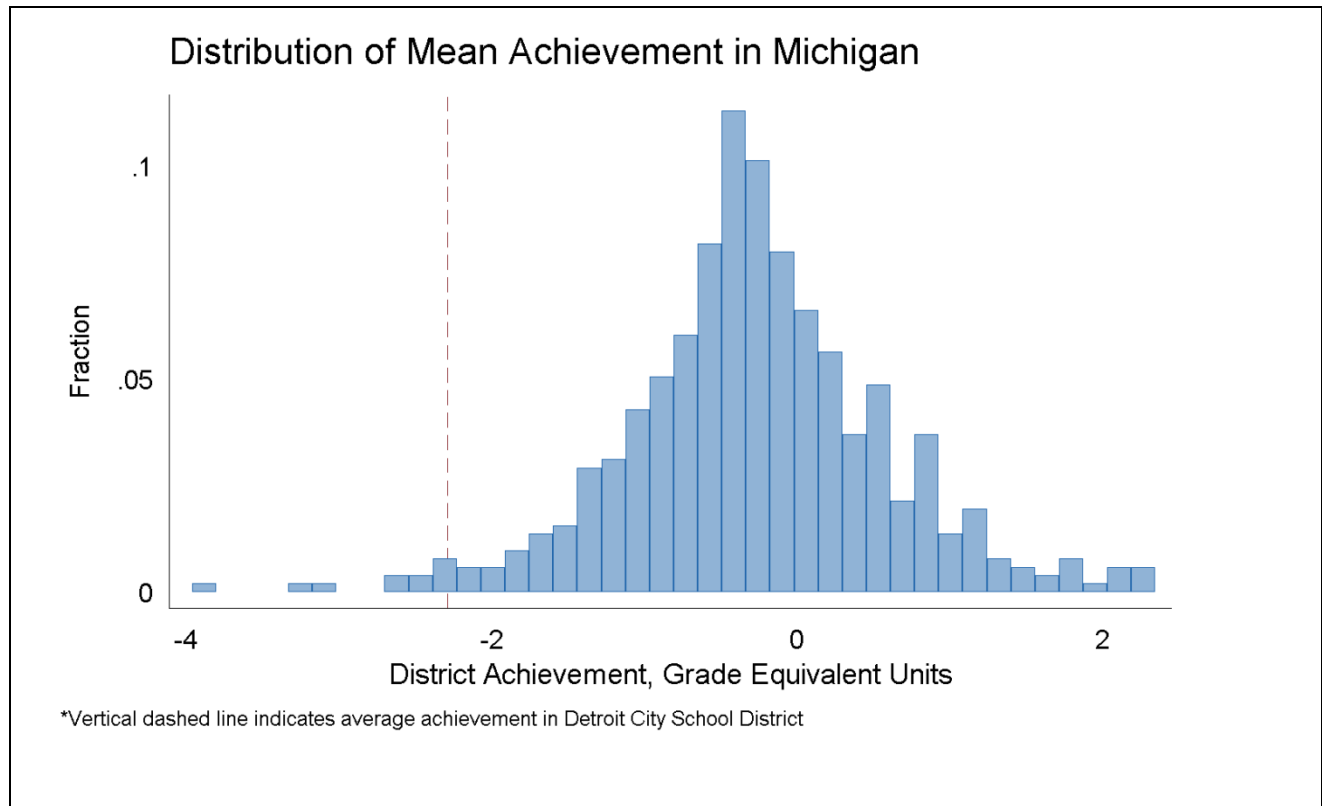 Distribution of Mean Achievement in Michigan
.1
.05
0
Fraction
-4 -2 0 2
District Achievement, Grade Equivalent Units
*Vertical dashed line indicates average achievement in Detroit City School District